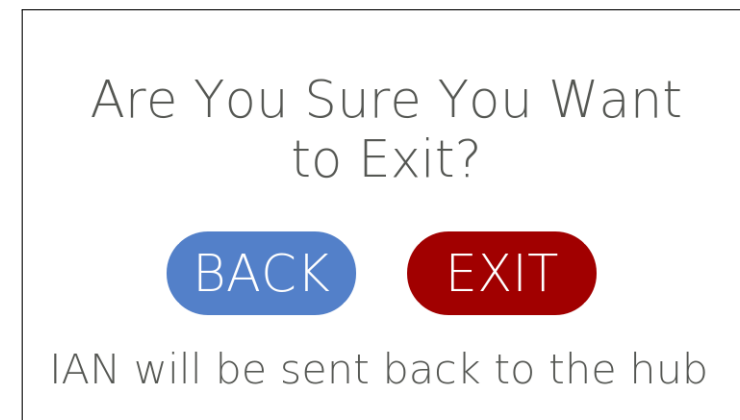 Are You Sure You Want
to Exit?
BACK EXIT
IAN will be sent back to the hub